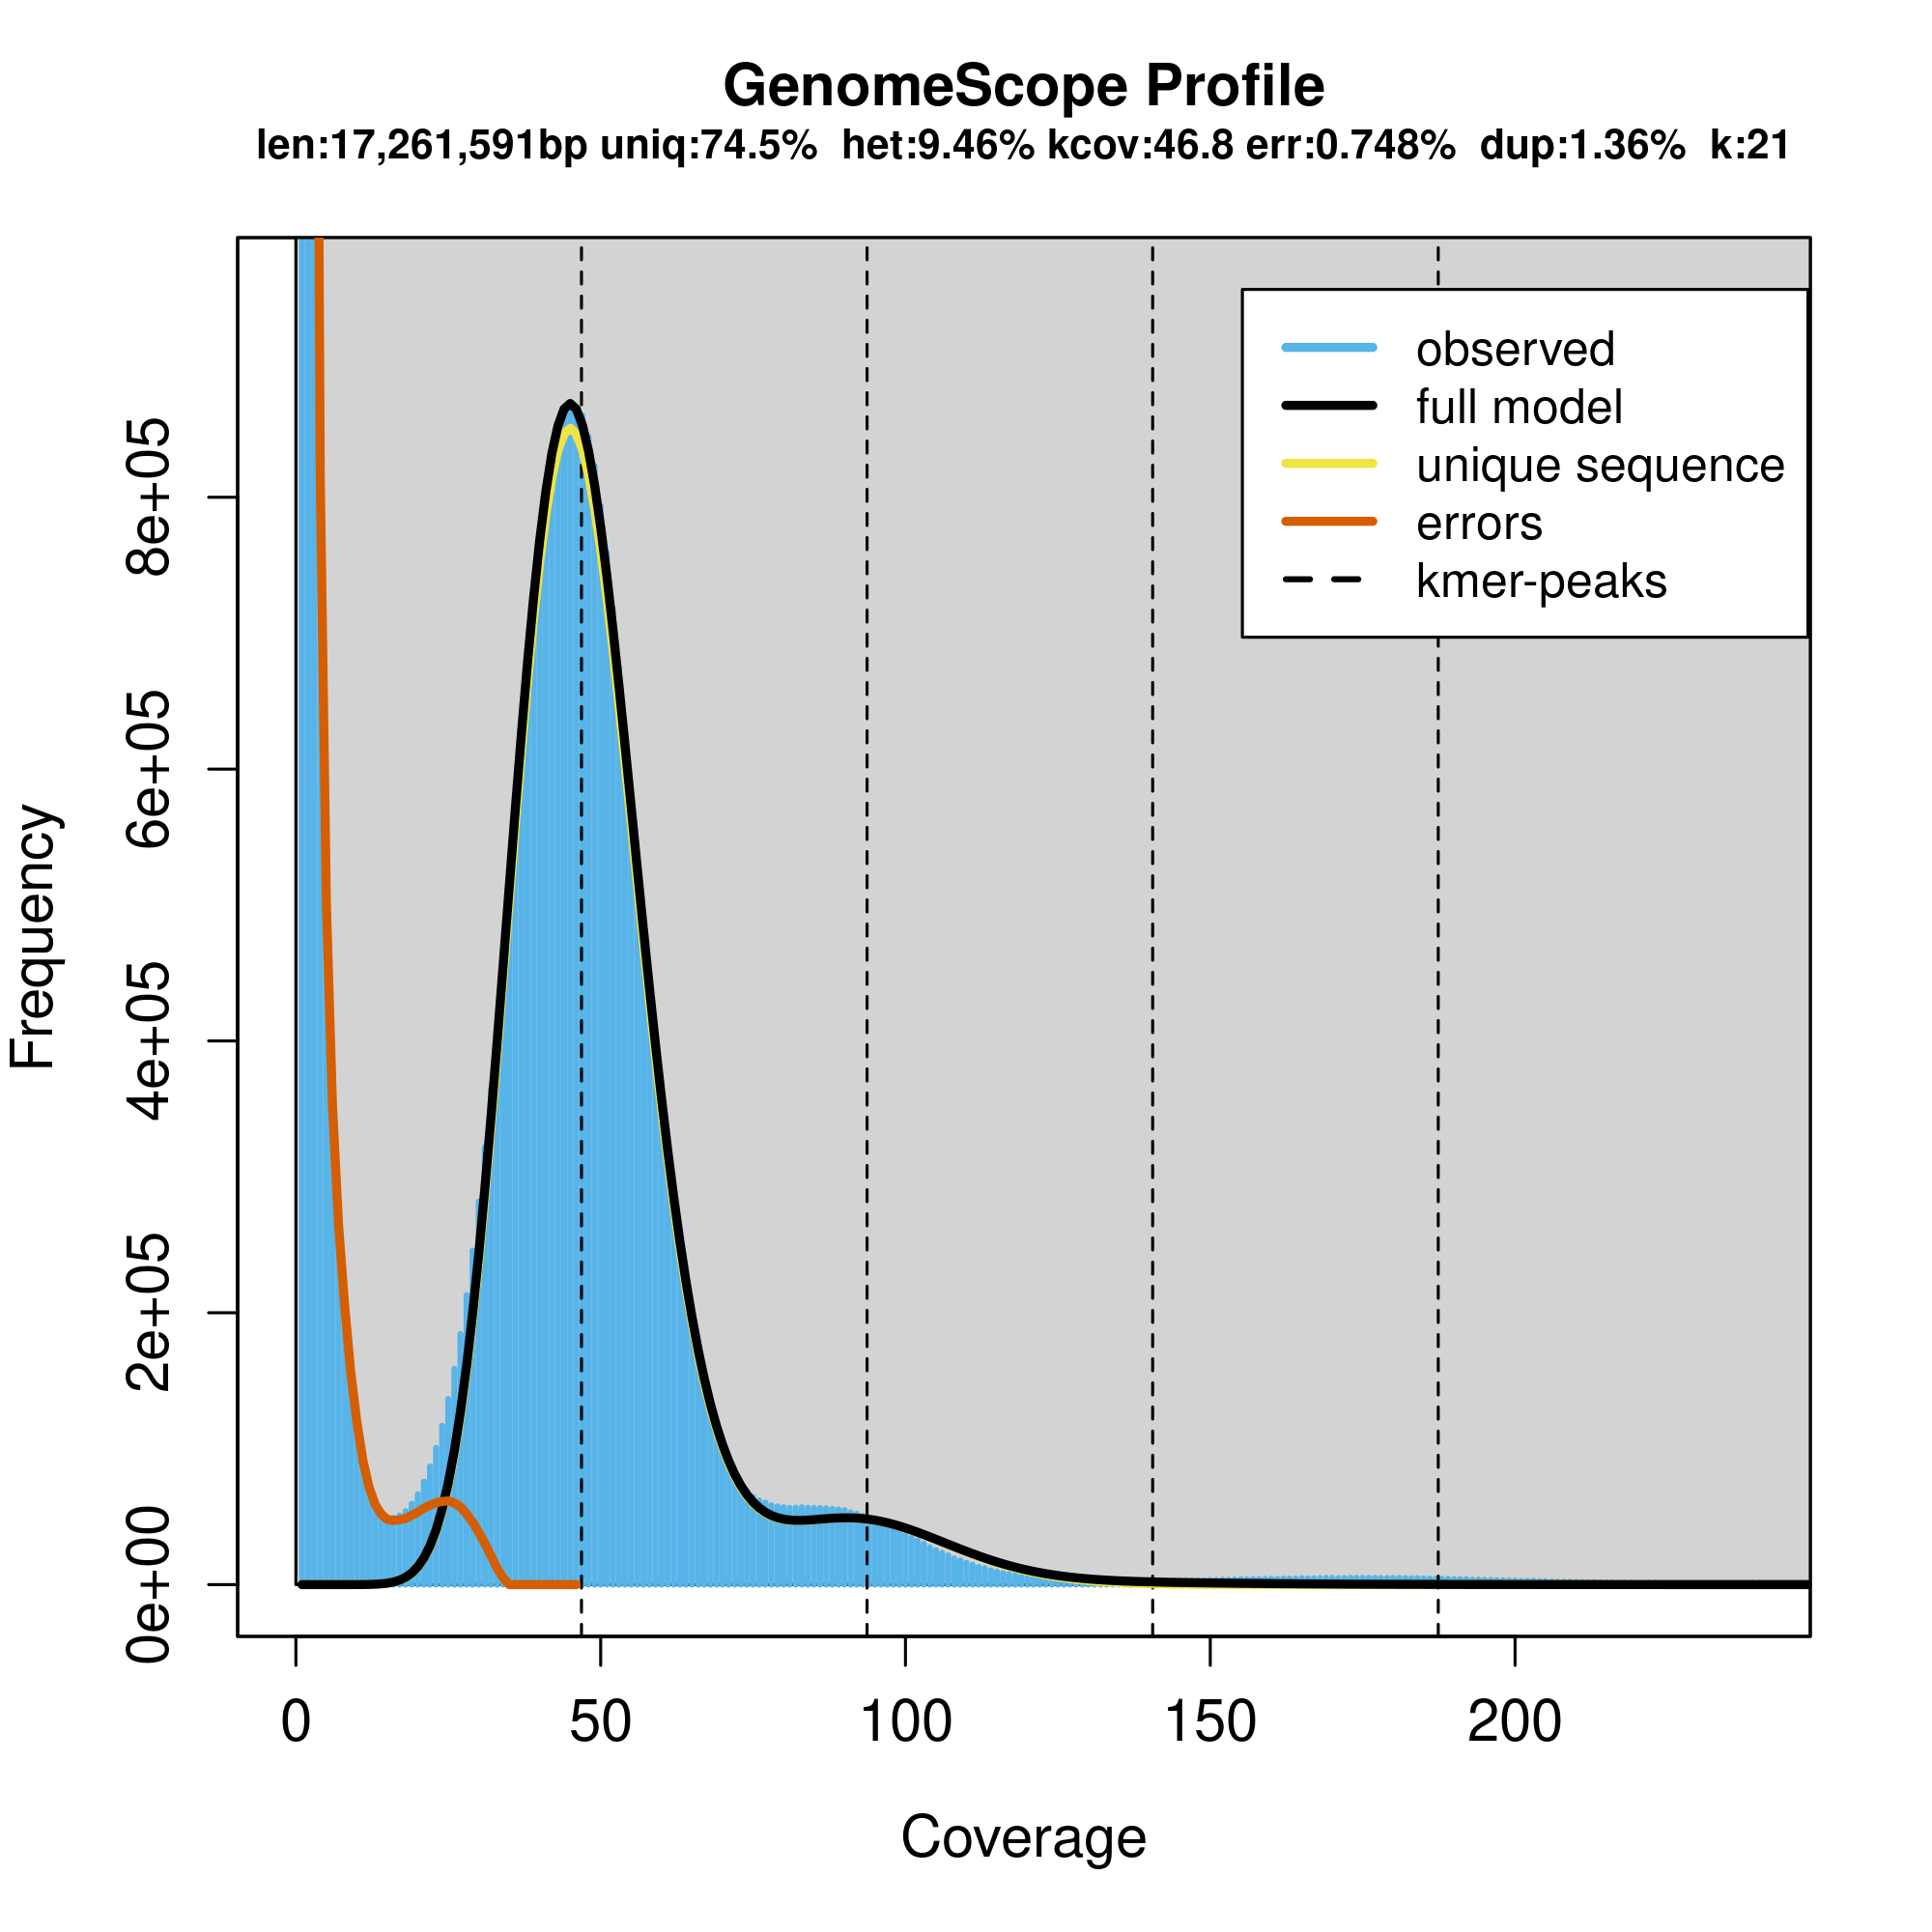 GenomeScope Profile
len:17,261,591bp uniq:74.5% het:9.46% kcov:46.8 err:0.748% dup:1.36% k:21
observed
full model
unique sequence
errors
kmer-peaks
Frequency
8e+05
6e+05
4e+05
2e+05
0e+00
0 50 100 150 200
Coverage